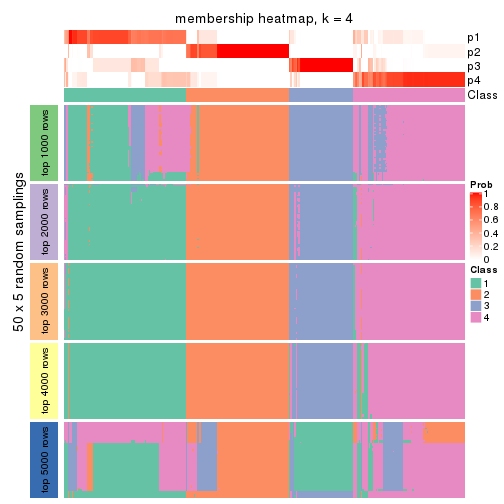 membership heatmap, k = 4
p1
p2
p3
p4
Class
50 x 5 random samplings
top 1000 rows
top 2000 rows
top 3000 rows
top 4000 rows
top 5000 rows
Prob
1
0.8
0.6
0.4
0.2
0
Class
1
2
3
4